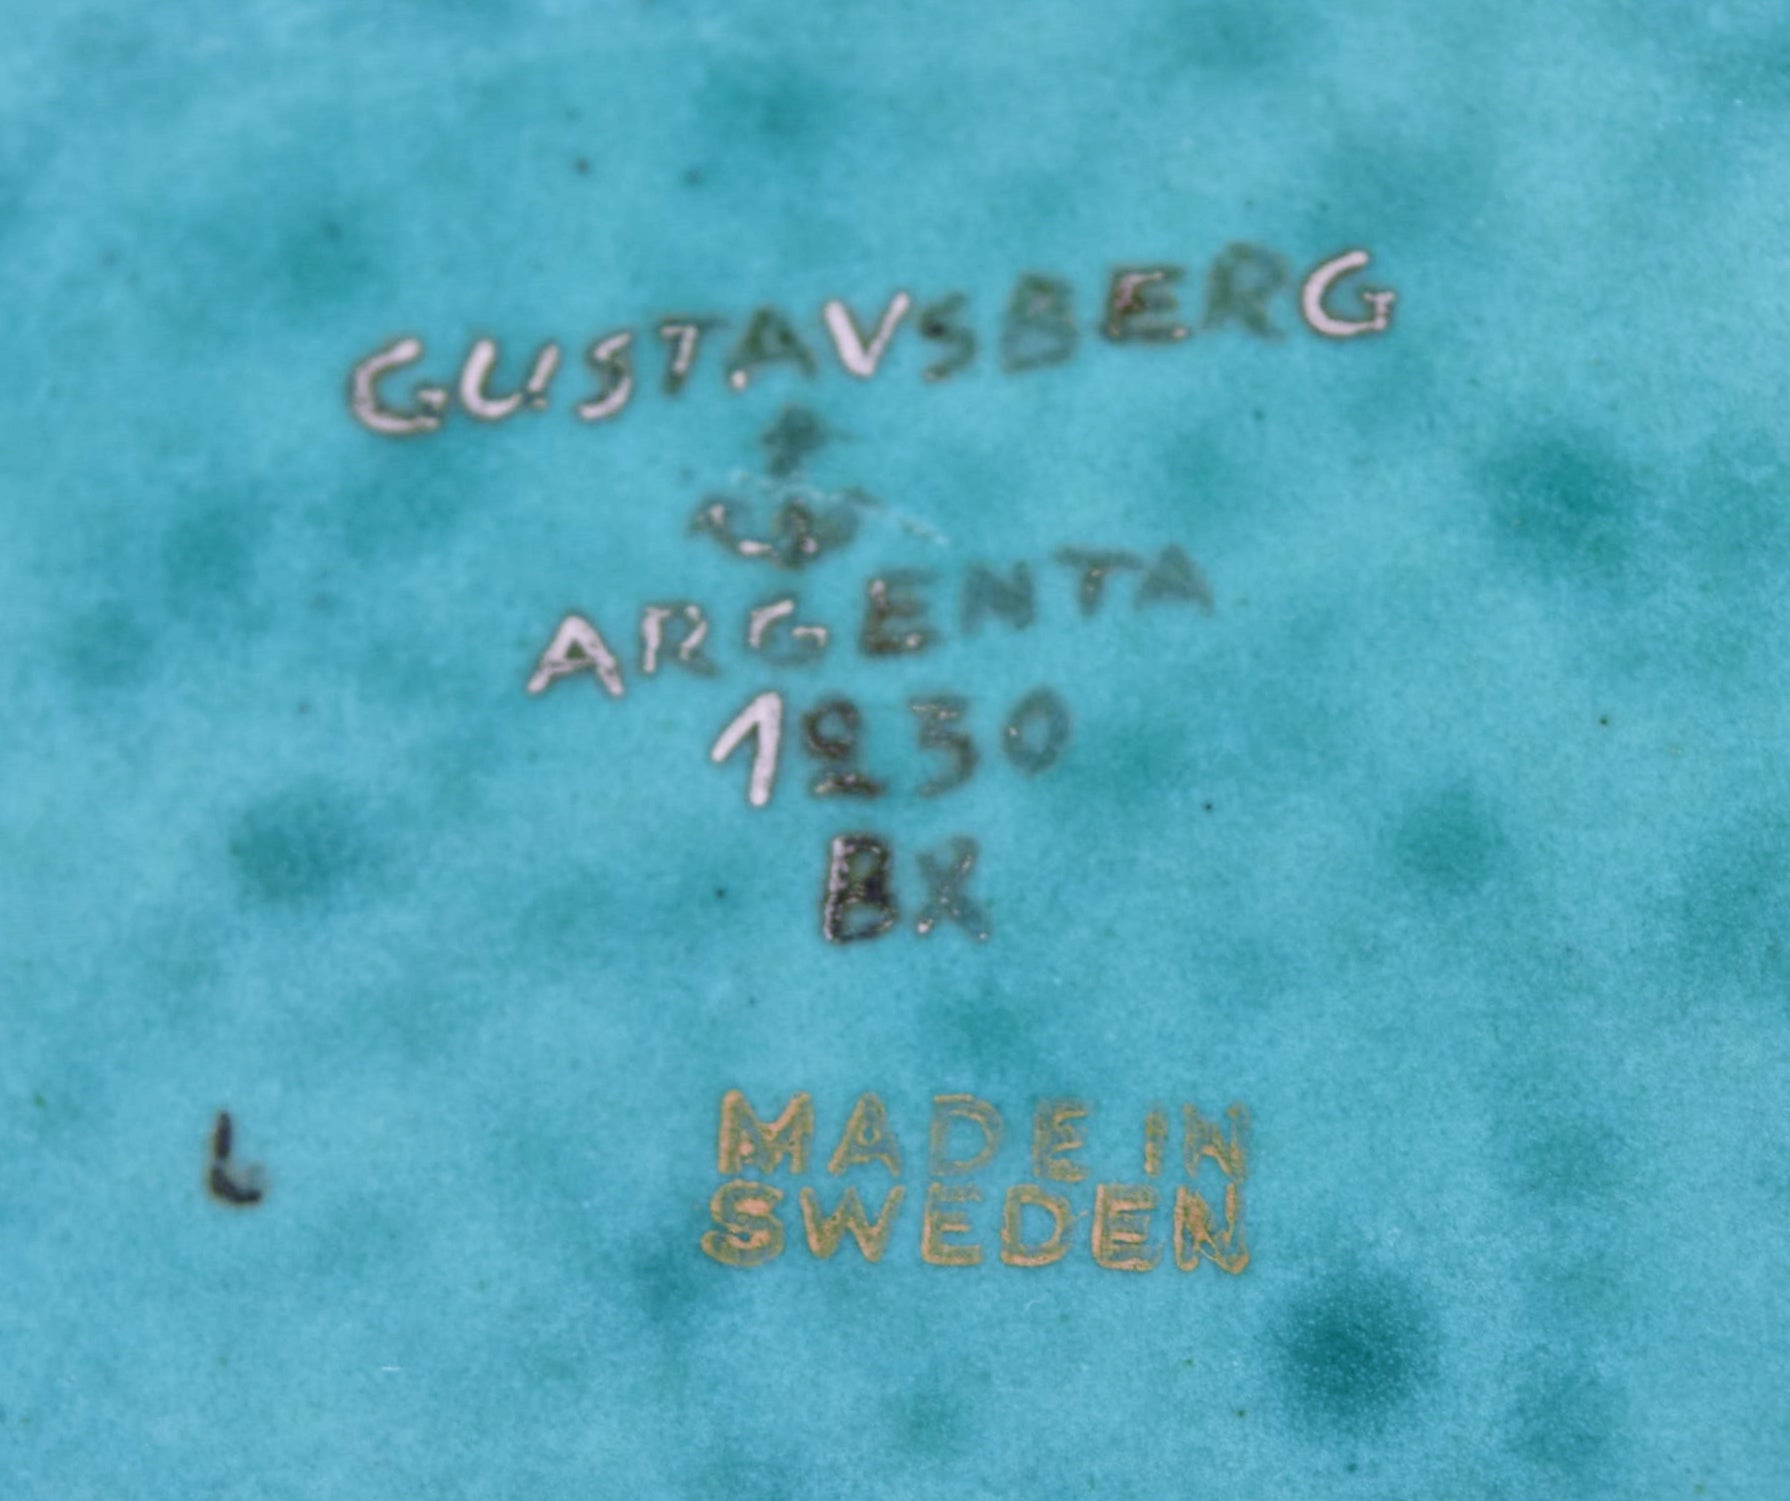 GUSTAVSBERG
ARGENTA
1230
BX
L
MADE IN
SWEDEN